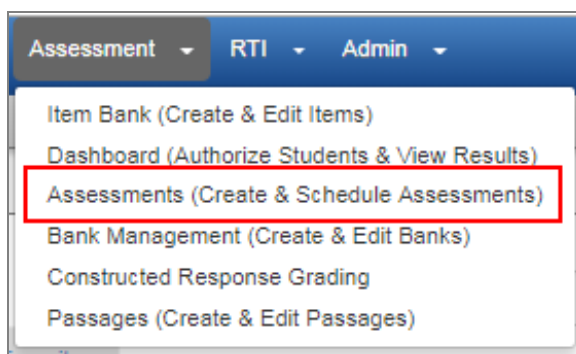 Assessment RTI Admin
Item Bank (Create & Edit Items)
Dashboard (Authorize Students & View Results)
Assessments (Create & Schedule Assessments)
Bank Management (Create & Edit Banks)
Constructed Response Grading
Passages (Create & Edit Passages)